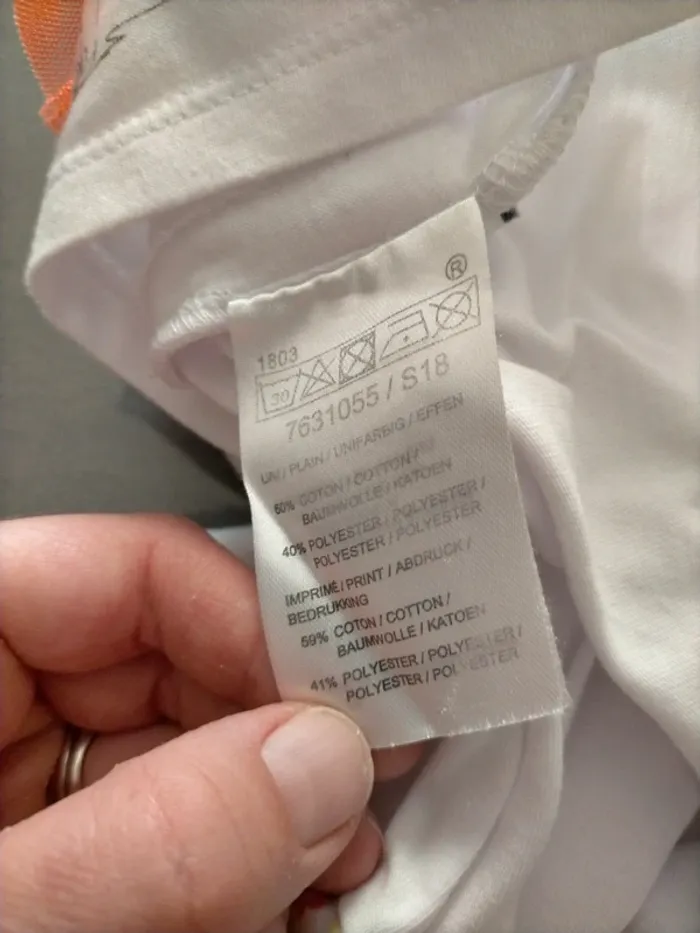 ®
1803
30
7631055 / S18
UNI / PLAIN / UNIFARBIG / EFFEN
60% COTON / COTTON /
BAUMWOLLE / KATOEN
40% POLYESTER / POLYESTER /
POLYESTER / POLYESTER
IMPRIMÉ / PRINT / ABDRUCK /
BEDRUKKING
59% COTON / COTTON /
BAUMWOLLE / KATOEN
41% POLYESTER / POLYESTER /
POLYESTER / POLYESTER